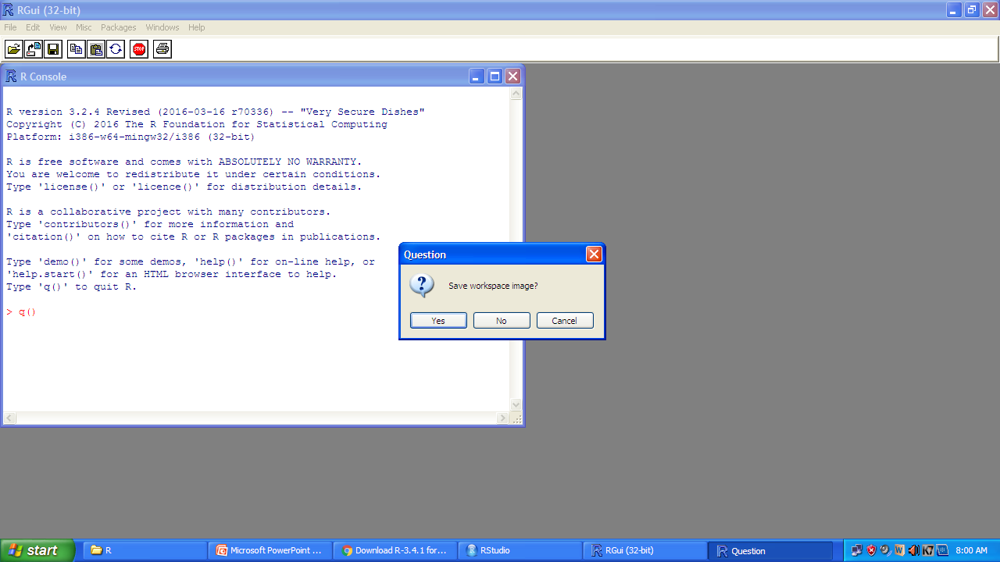 RGui (32-bit)
File Edit View Misc Packages Windows Help
STOP
R Console
R version 3.2.4 Revised (2016-03-16 r70336) -- "Very Secure Dishes"
Copyright (C) 2016 The R Foundation for Statistical Computing
Platform: i386-w64-mingw32/i386 (32-bit)
R is free software and comes with ABSOLUTELY NO WARRANTY.
You are welcome to redistribute it under certain conditions.
Type 'license()' or 'licence()' for distribution details.
R is a collaborative project with many contributors.
Type 'contributors()' for more information and
'citation()' on how to cite R or R packages in publications.
Type 'demo()' for some demos, 'help()' for on-line help, or
'help.start()' for an HTML browser interface to help.
Type 'q()' to quit R.
> q()
Question
Save workspace image?
Yes No Cancel
start R Microsoft PowerPoint ... Download R-3.4.1 for... RStudio RGui (32-bit) Question 8:00 AM